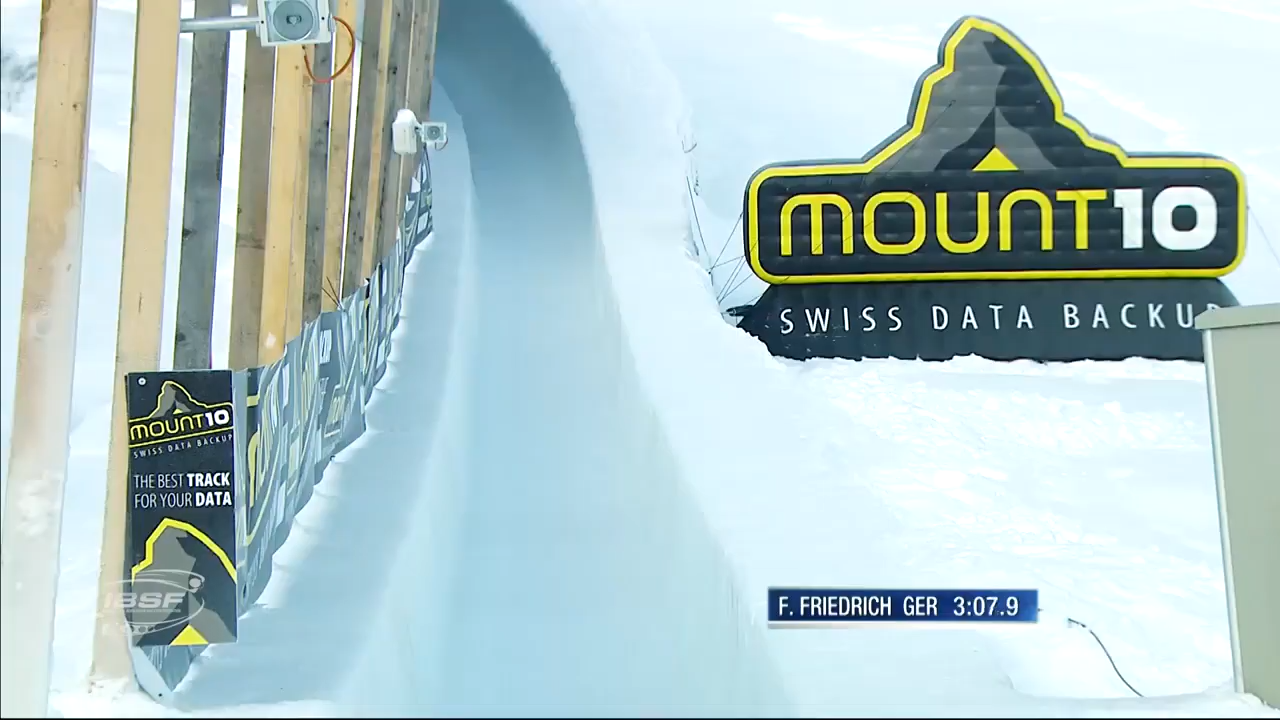 MOUNT10
SWISS DATA BACKUP
MOUNT10
SWISS DATA BACKUP
THE BEST TRACK
FOR YOUR DATA
IBSF
F. FRIEDRICH GER 3:07.9